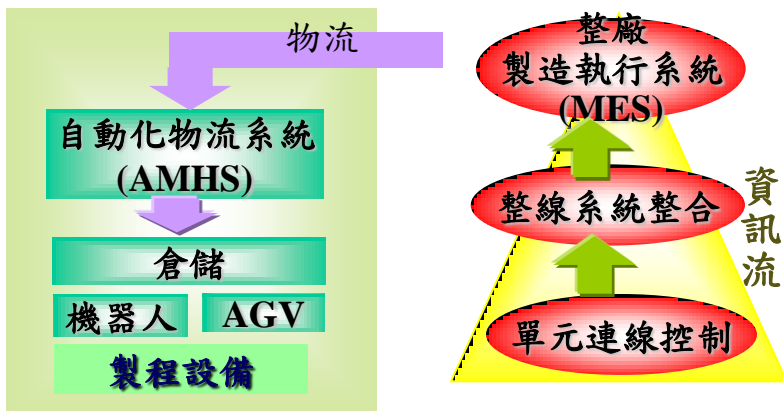 物流
自動化物流系統
(AMHS)
倉儲
機器人
AGV
製程設備
整廠
製造執行系統
(MES)
整線系統整合
單元連線控制
資訊流